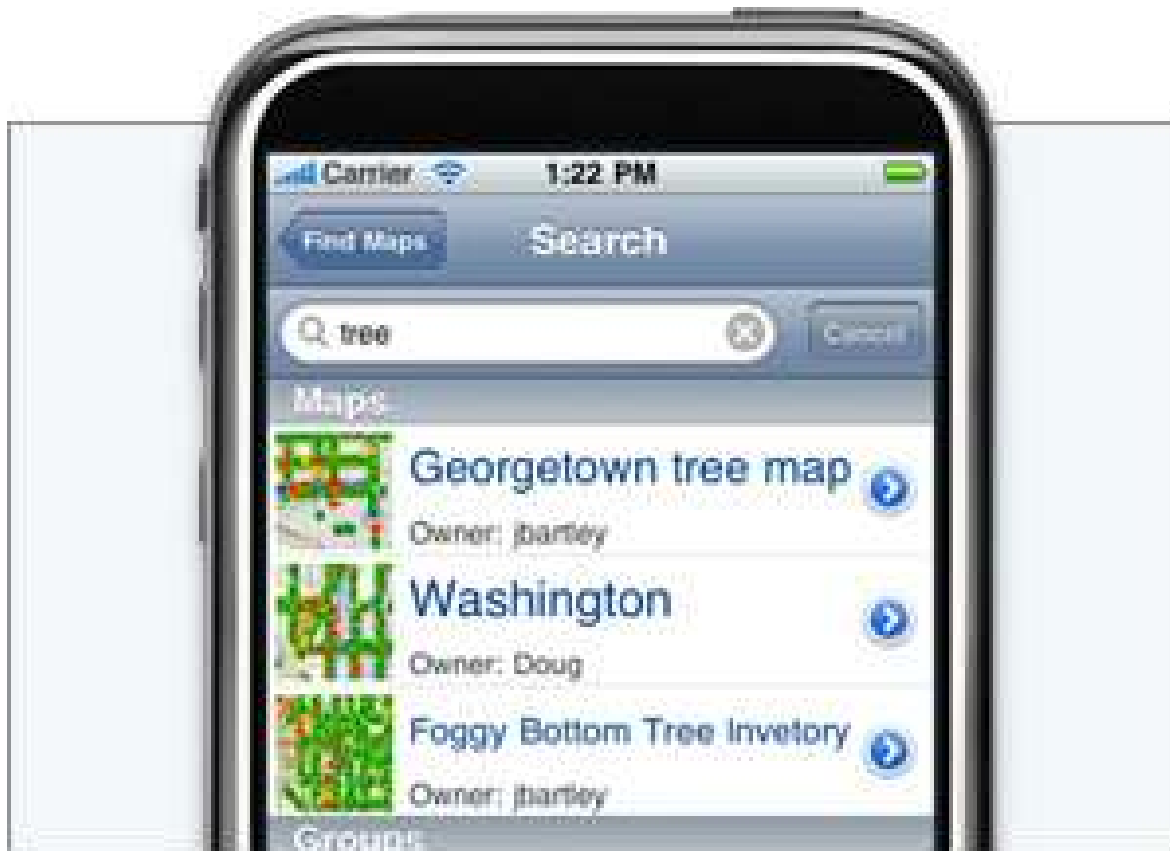 Carrier 1:22 PM
Find Maps Search
tree Cancel
Maps
Georgetown tree map
Owner: jbartley
Washington
Owner: Doug
Foggy Bottom Tree Invetory
Owner: jbartley
Groups